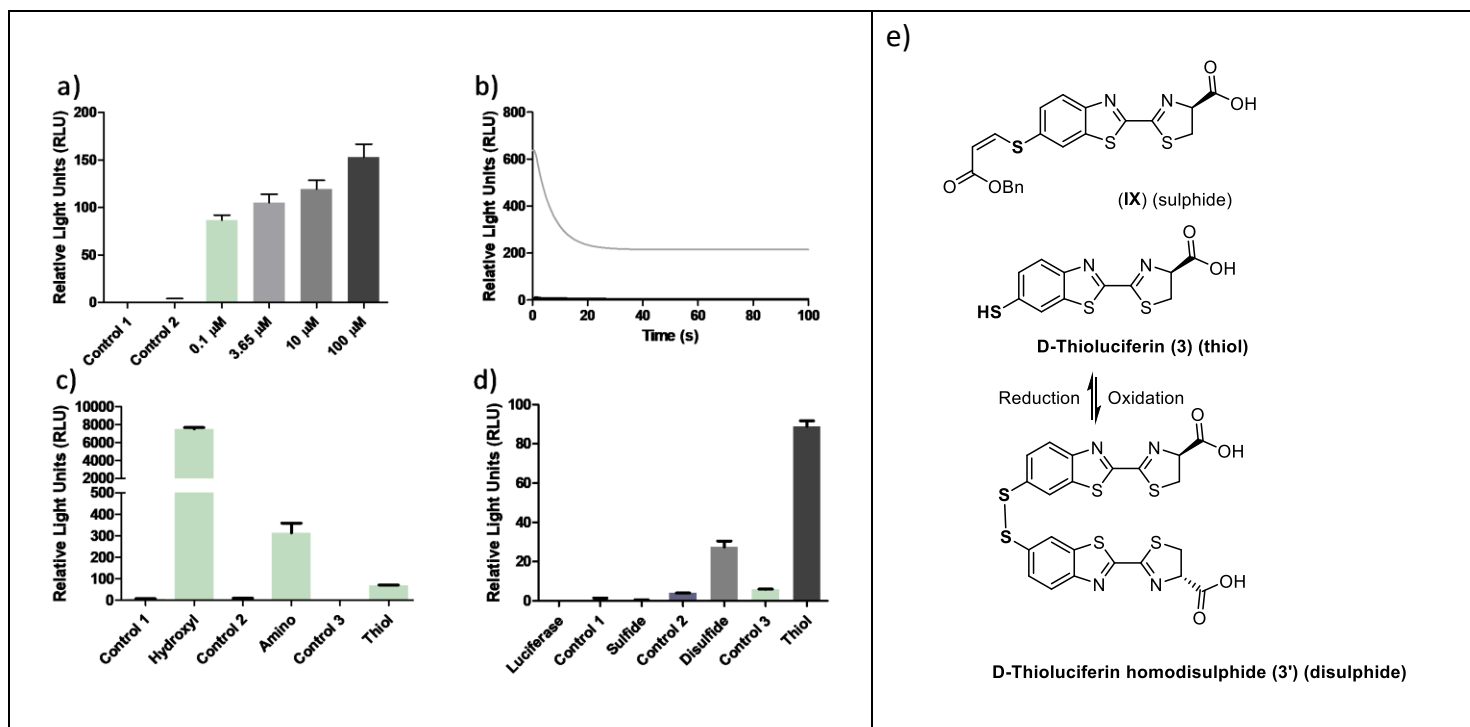 a)
Relative Light Units (RLU)
200
150
100
50
0
Control 1
Control 2
0.1 µM
3.65 µM
10 µM
100 µM
b)
Relative Light Units (RLU)
800
600
400
200
0
0
20
40
60
80
100
Time (s)
c)
Relative Light Units (RLU)
10000
8000
6000
4000
2000
500
400
300
200
100
0
Control 1
Hydroxyl
Control 2
Amino
Control 3
Thiol
d)
Relative Light Units (RLU)
100
80
60
40
20
0
Luciferase
Control 1
Sulfide
Control 2
Disulfide
Control 3
Thiol
e)
O
N
N
OH
S
S
S
O
OBn
(IX) (sulphide)
O
N
N
OH
HS
S
S
D-Thioluciferin (3) (thiol)
Reduction
Oxidation
O
N
N
OH
S
S
S
S
S
S
N
N
OH
O
D-Thioluciferin homodisulphide (3') (disulphide)